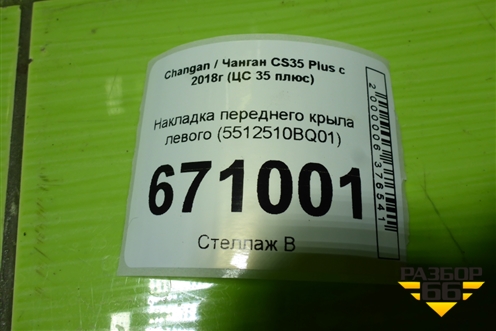 Changan / Чанган CS35 Plus с
2018г (ЦС 35 плюс)
Накладка переднего крыла
левого (5512510BQ01)
671001
Стеллаж В
2000006376541
РАЗБОР
66